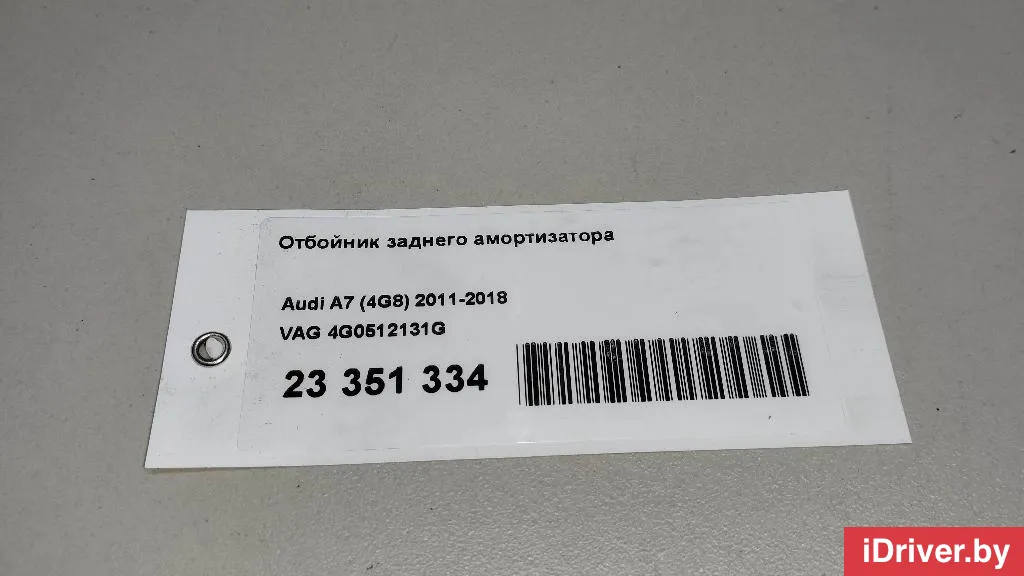 Отбойник заднего амортизатора
Audi A7 (4G8) 2011-2018
VAG 4G0512131G
23 351 334
iDriver.by